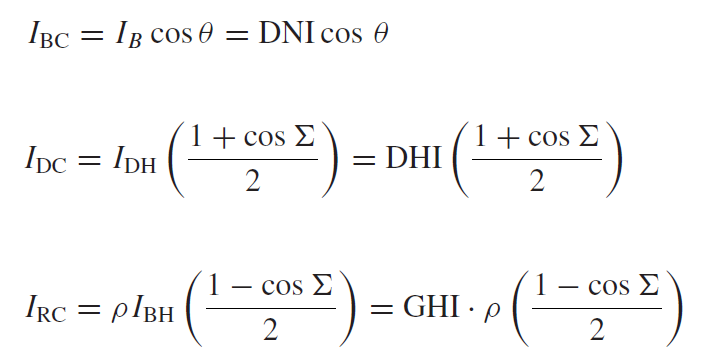 I_BC = I_B cos θ = DNI cos θ
I_DC = I_DH ((1 + cos Σ)/2) = DHI ((1 + cos Σ)/2)
I_RC = ρI_BH ((1 − cos Σ)/2) = GHI · ρ ((1 − cos Σ)/2)